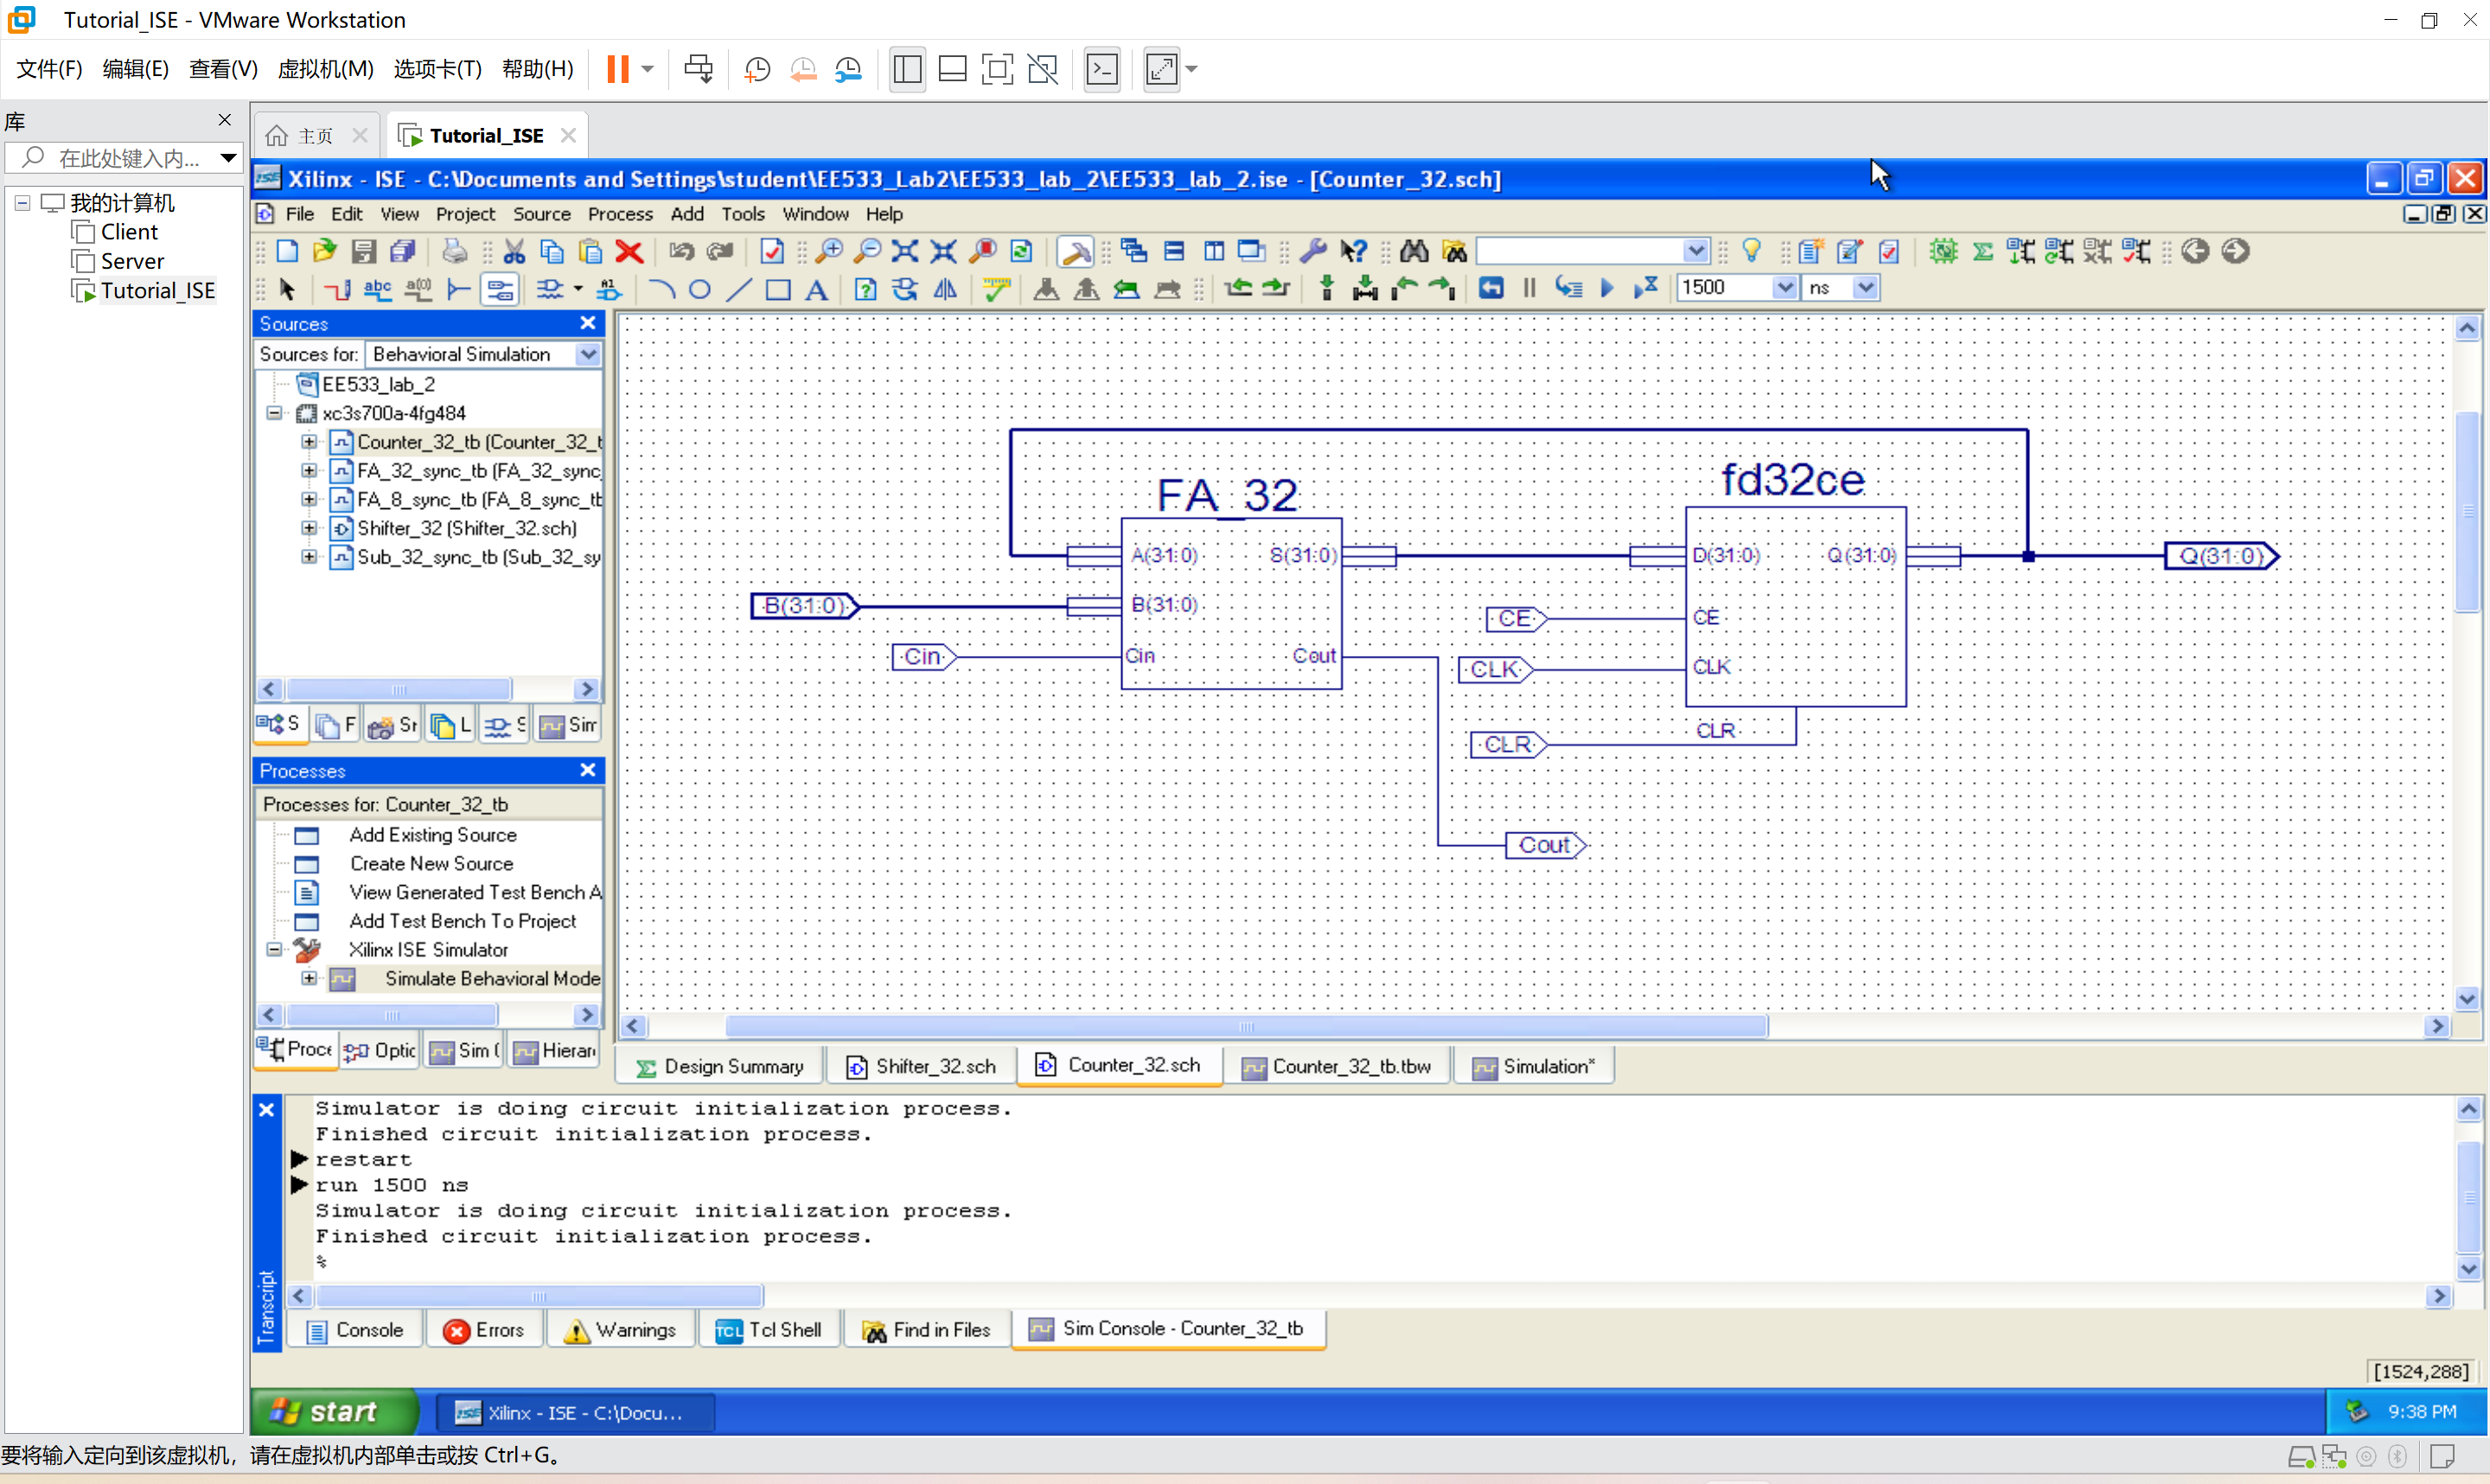 Tutorial_ISE - VMware Workstation
文件(F) 编辑(E) 查看(V) 虚拟机(M) 选项卡(T) 帮助(H)
库
在此处键入内...
我的计算机
Client
Server
Tutorial_ISE
主页 Tutorial_ISE
Xilinx - ISE - C:\Documents and Settings\student\EE533_Lab2\EE533_lab_2\EE533_lab_2.ise - [Counter_32.sch]
File Edit View Project Source Process Add Tools Window Help
1500 ns
Sources
Sources for: Behavioral Simulation
EE533_lab_2
xc3s700a-4fg484
Counter_32_tb (Counter_32_t
FA_32_sync_tb (FA_32_sync_
FA_8_sync_tb (FA_8_sync_tb
Shifter_32 (Shifter_32.sch)
Sub_32_sync_tb (Sub_32_sy
S F Sr L S Sim
Processes
Processes for: Counter_32_tb
Add Existing Source
Create New Source
View Generated Test Bench A
Add Test Bench To Project
Xilinx ISE Simulator
Simulate Behavioral Mode
Proce Optic Sim ( Hierar
FA_32
fd32ce
A(31:0) S(31:0) D(31:0) Q(31:0) Q(31:0)
B(31:0) B(31:0)
CE CE
Cin Cin Cout
CLK CLK
CLR
CLR
Cout
Design Summary Shifter_32.sch Counter_32.sch Counter_32_tb.tbw Simulation*
Simulator is doing circuit initialization process.
Finished circuit initialization process.
restart
run 1500 ns
Simulator is doing circuit initialization process.
Finished circuit initialization process.
%
Transcript
Console Errors Warnings Tcl Shell Find in Files Sim Console - Counter_32_tb
[1524,288]
start Xilinx - ISE - C:\Docu... 9:38 PM
要将输入定向到该虚拟机，请在虚拟机内部单击或按 Ctrl+G。